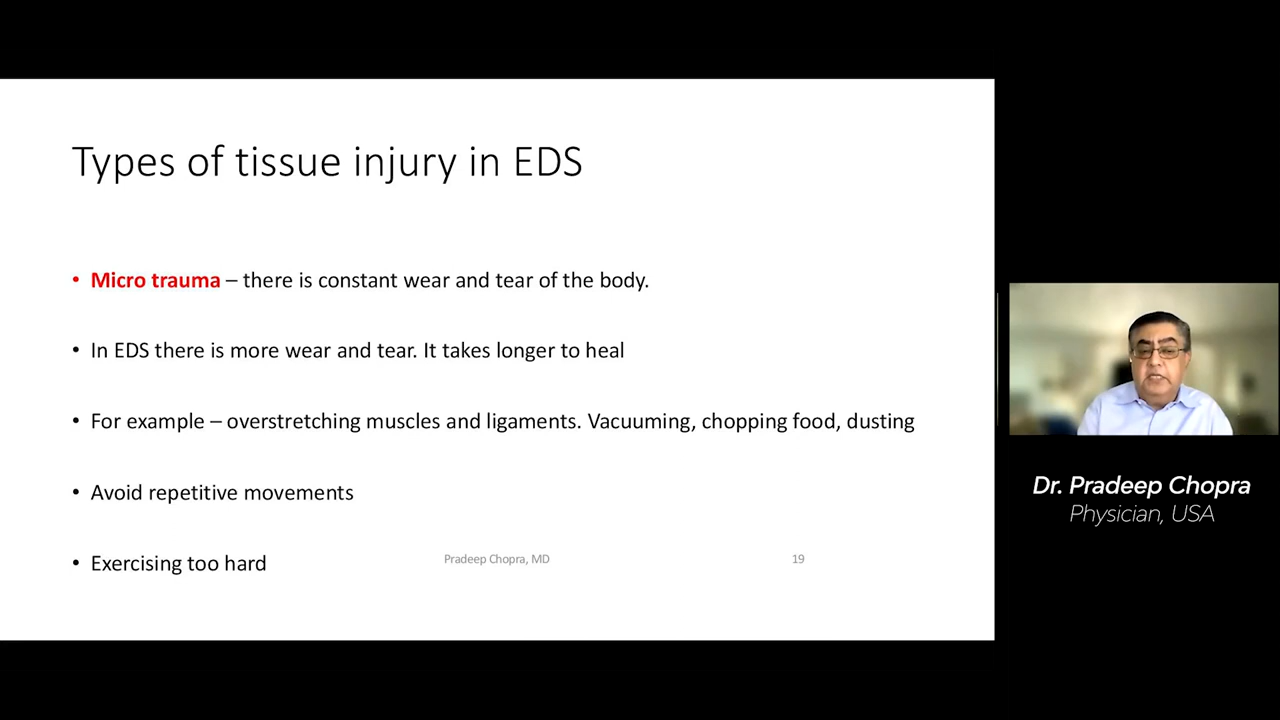 Types of tissue injury in EDS
• Micro trauma – there is constant wear and tear of the body.
• In EDS there is more wear and tear. It takes longer to heal
• For example – overstretching muscles and ligaments. Vacuuming, chopping food, dusting
• Avoid repetitive movements
• Exercising too hard
Pradeep Chopra, MD
19
Dr. Pradeep Chopra
Physician, USA